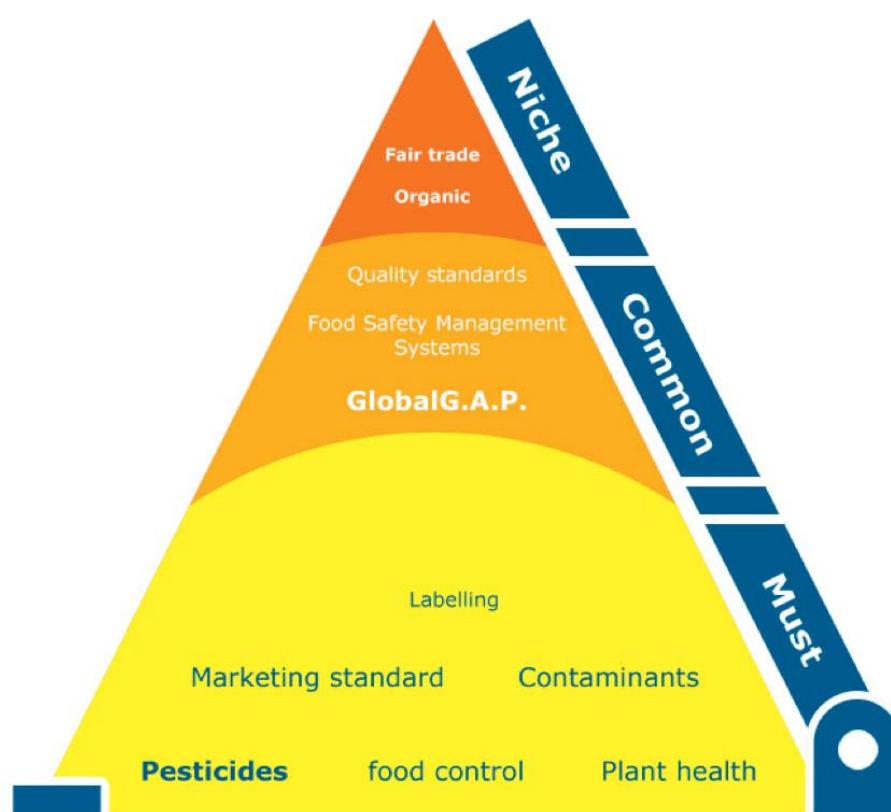 Niche
Fair trade
Organic
Quality standards
Food Safety Management
Systems
GlobalG.A.P.
Common
Labelling
Must
Marketing standard
Contaminants
Pesticides
food control
Plant health